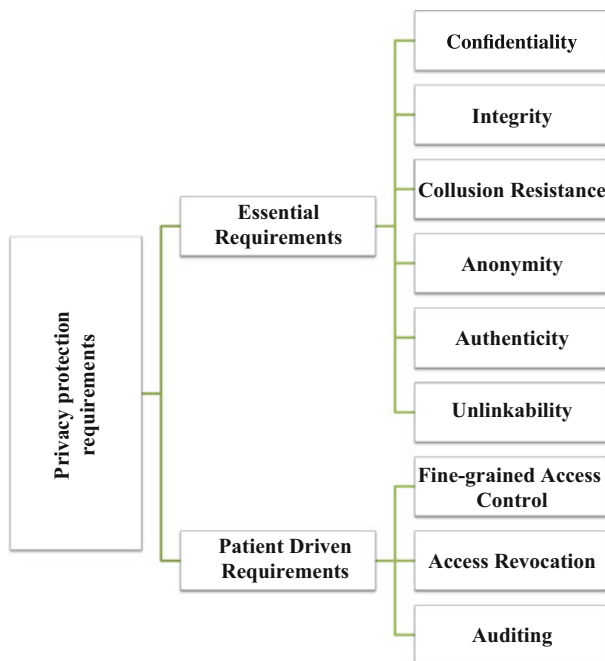 Privacy protection
requirements
Essential
Requirements
Confidentiality
Integrity
Collusion Resistance
Anonymity
Authenticity
Unlinkability
Patient Driven
Requirements
Fine-grained Access
Control
Access Revocation
Auditing